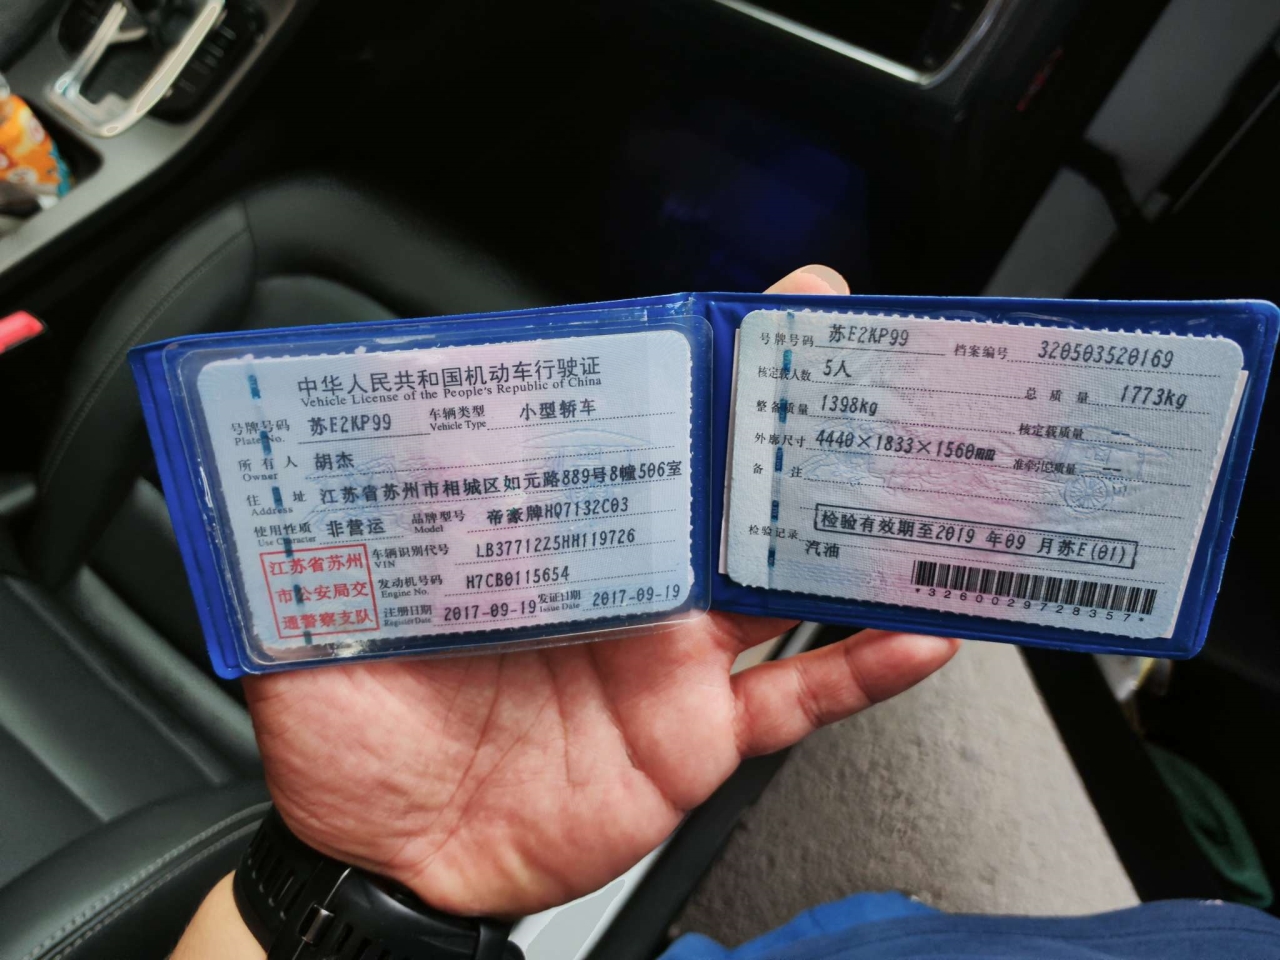 中华人民共和国机动车行驶证
Vehicle License of the People's Republic of China
号牌号码 苏E2KP99 车辆类型 小型轿车
Plate No. Vehicle Type
所有人 胡杰
Owner
住址 江苏省苏州市相城区如元路889号8幢506室
Address
使用性质 非营运 品牌型号 帝豪牌HQ7132C03
Use Character Model
江苏省苏州
市公安局交
通警察支队
车辆识别代号 LB37712Z5HH119726
VIN
发动机号码 H7CB0115654
Engine No.
注册日期 2017-09-19 发证日期 2017-09-19
Register Date Issue Date
号牌号码 苏E2KP99 档案编号 320503520169
核定载人数 5人 总质量 1773kg
整备质量 1398kg 核定载质量 —
外廓尺寸 4440×1833×1560mm 准牵引总质量 —
备注
检验记录 检验有效期至2019年09月苏E(01)
汽油
*3260029728357*